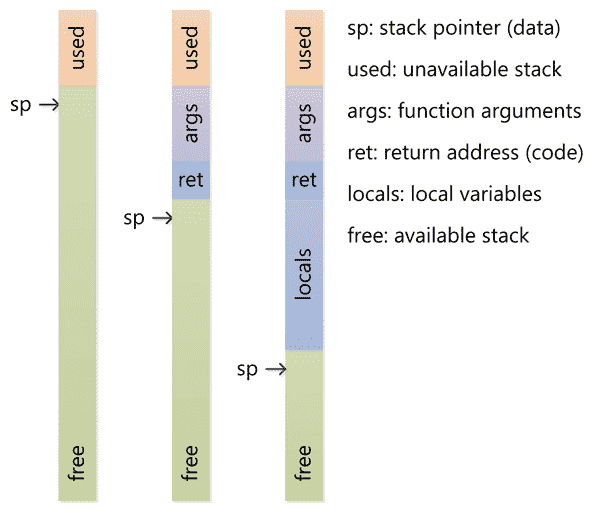 used
sp
free
used
args
ret
sp
free
used
args
ret
locals
sp
free
sp: stack pointer (data)
used: unavailable stack
args: function arguments
ret: return address (code)
locals: local variables
free: available stack